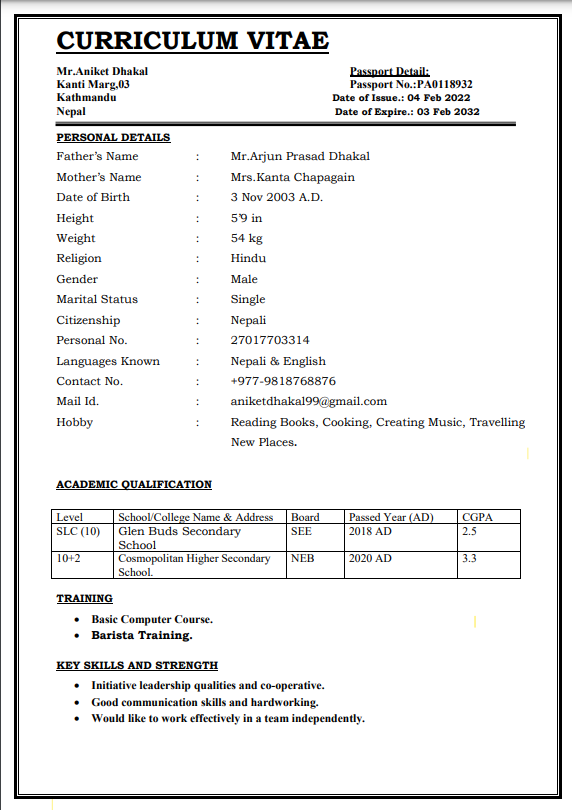 CURRICULUM VITAE
Mr.Aniket Dhakal Passport Detail:
Kanti Marg,03 Passport No.:PA0118932
Kathmandu Date of Issue.: 04 Feb 2022
Nepal Date of Expire.: 03 Feb 2032
PERSONAL DETAILS
Father's Name : Mr.Arjun Prasad Dhakal
Mother's Name : Mrs.Kanta Chapagain
Date of Birth : 3 Nov 2003 A.D.
Height : 5'9 in
Weight : 54 kg
Religion : Hindu
Gender : Male
Marital Status : Single
Citizenship : Nepali
Personal No. : 27017703314
Languages Known : Nepali & English
Contact No. : +977-9818768876
Mail Id. : aniketdhakal99@gmail.com
Hobby : Reading Books, Cooking, Creating Music, Travelling
New Places.
ACADEMIC QUALIFICATION
Level School/College Name & Address Board Passed Year (AD) CGPA
SLC (10) Glen Buds Secondary SEE 2018 AD 2.5
School
10+2 Cosmopolitan Higher Secondary NEB 2020 AD 3.3
School.
TRAINING
• Basic Computer Course.
• Barista Training.
KEY SKILLS AND STRENGTH
• Initiative leadership qualities and co-operative.
• Good communication skills and hardworking.
• Would like to work effectively in a team independently.